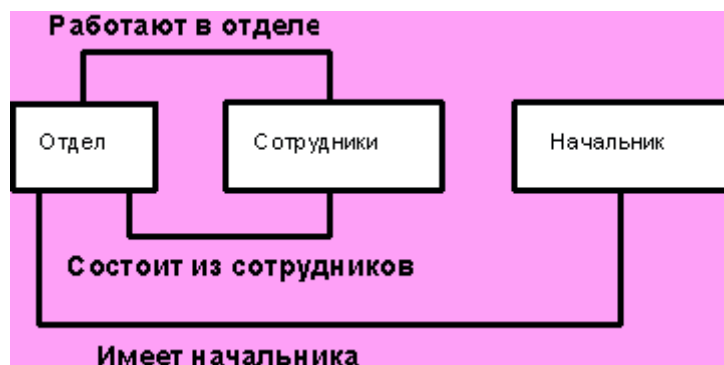 Работают в отделе
Отдел
Сотрудники
Начальник
Состоит из сотрудников
Имеет начальника